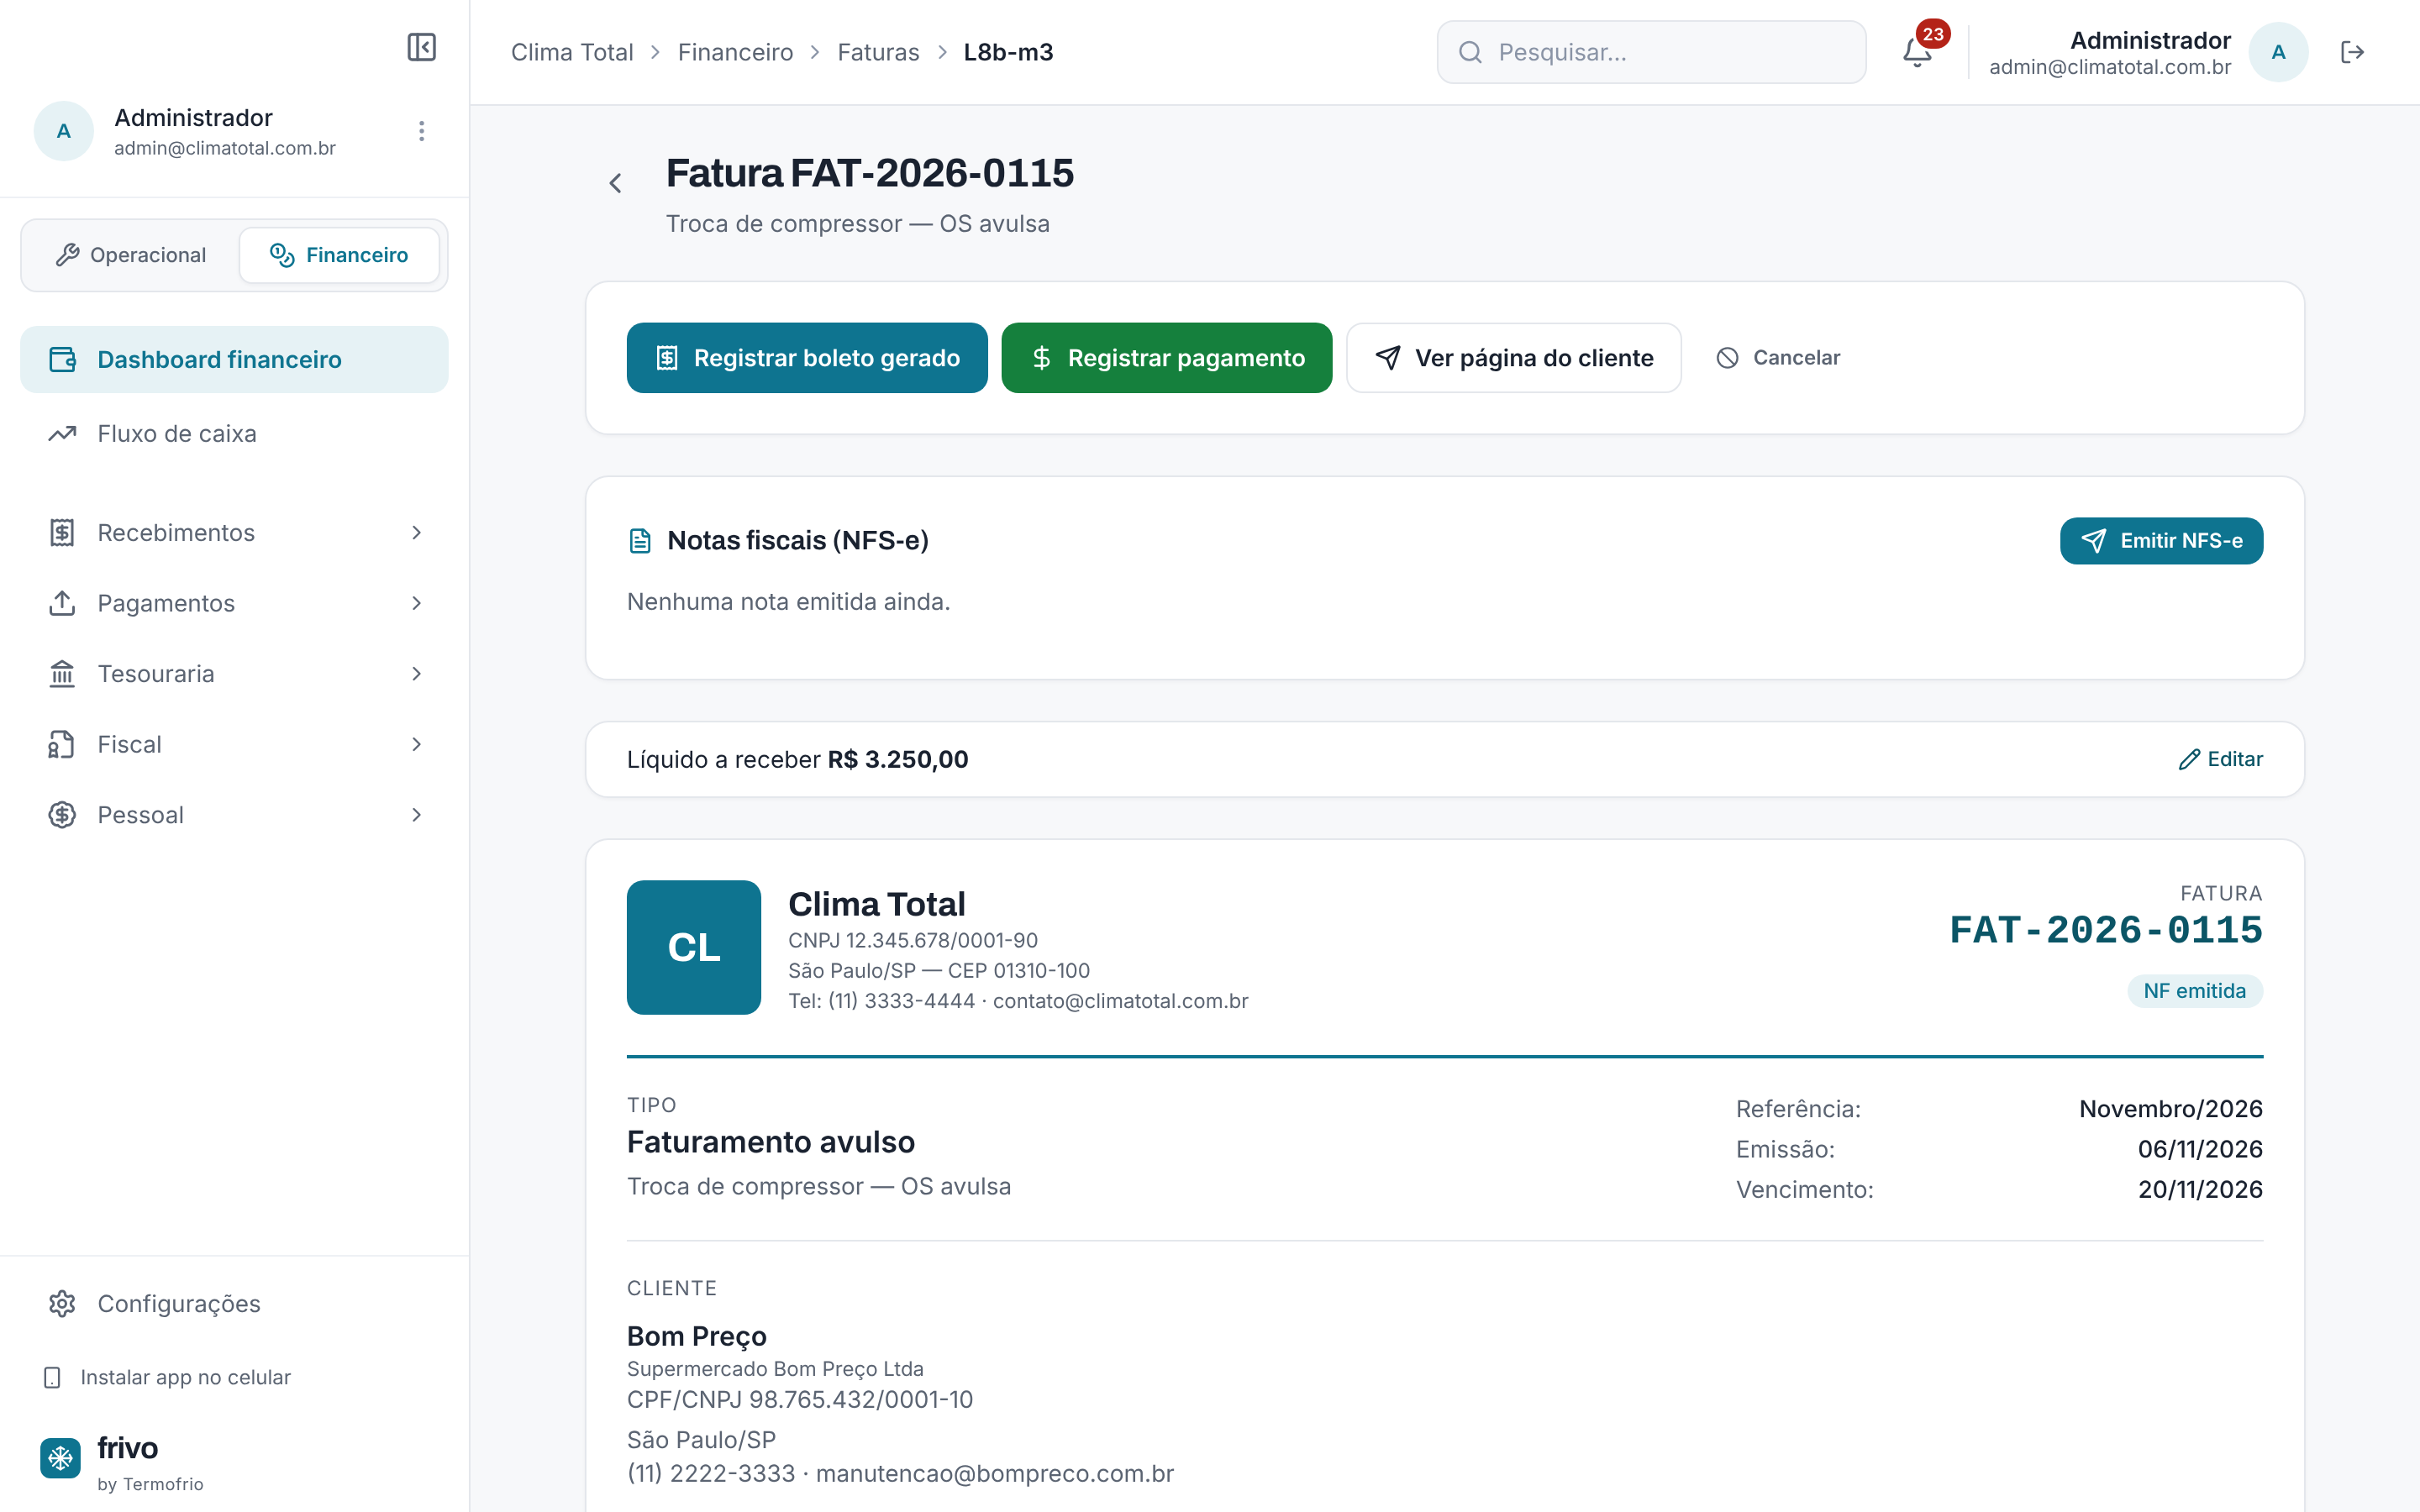 A
Administrador
admin@climatotal.com.br
Operacional
Financeiro
Dashboard financeiro
Fluxo de caixa
Recebimentos
Pagamentos
Tesouraria
Fiscal
Pessoal
Configurações
Instalar app no celular
frivo
by Termofrio
Clima Total > Financeiro > Faturas > L8b-m3
Pesquisar...
23
Administrador
admin@climatotal.com.br
A
Fatura FAT-2026-0115
Troca de compressor — OS avulsa
Registrar boleto gerado
Registrar pagamento
Ver página do cliente
Cancelar
Notas fiscais (NFS-e)
Emitir NFS-e
Nenhuma nota emitida ainda.
Líquido a receber R$ 3.250,00
Editar
CL
Clima Total
CNPJ 12.345.678/0001-90
São Paulo/SP — CEP 01310-100
Tel: (11) 3333-4444 · contato@climatotal.com.br
FATURA
FAT-2026-0115
NF emitida
TIPO
Faturamento avulso
Troca de compressor — OS avulsa
Referência: Novembro/2026
Emissão: 06/11/2026
Vencimento: 20/11/2026
CLIENTE
Bom Preço
Supermercado Bom Preço Ltda
CPF/CNPJ 98.765.432/0001-10
São Paulo/SP
(11) 2222-3333 · manutencao@bompreco.com.br